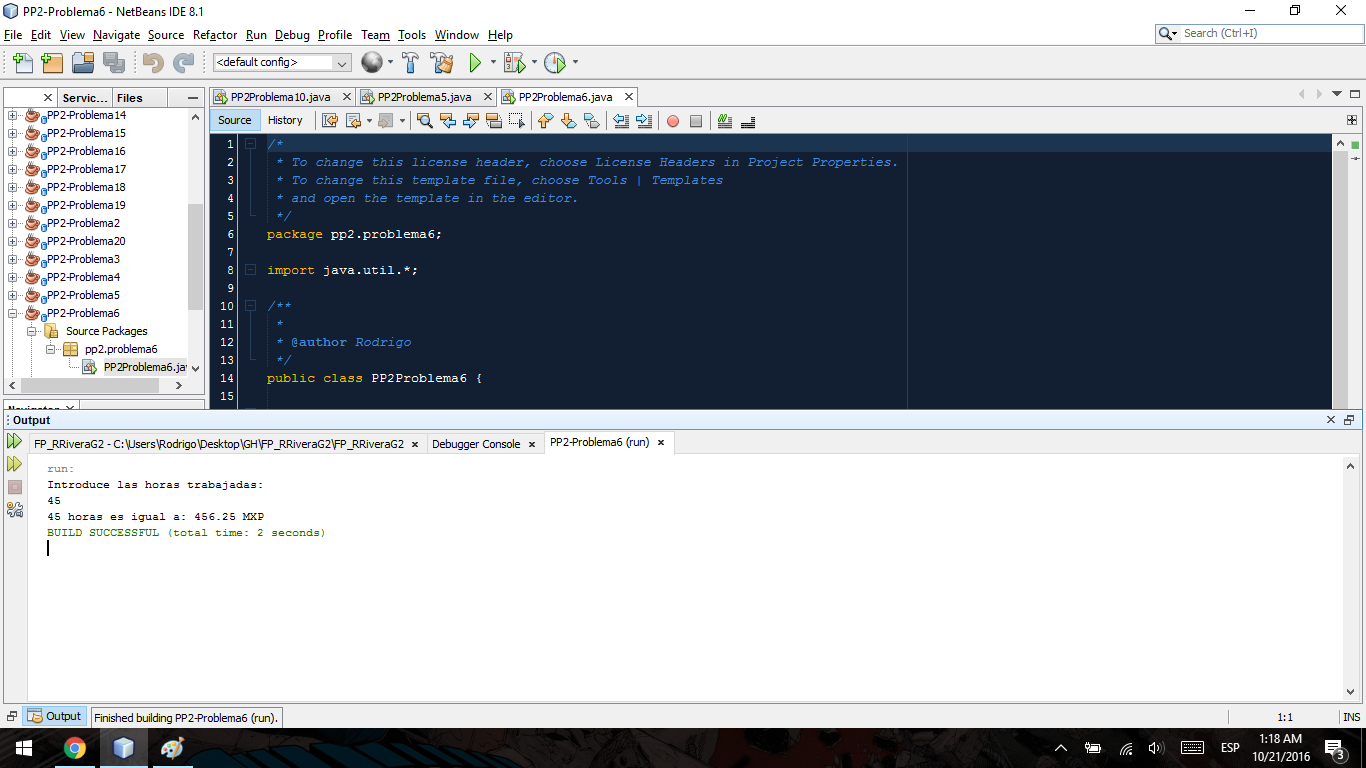 PP2-Problema6 - NetBeans IDE 8.1
File Edit View Navigate Source Refactor Run Debug Profile Team Tools Window Help
Search (Ctrl+I)
<default config>
Servic... Files
PP2Problema10.java PP2Problema5.java PP2Problema6.java
Source History
PP2-Problema14
PP2-Problema15
PP2-Problema16
PP2-Problema17
PP2-Problema18
PP2-Problema19
PP2-Problema2
PP2-Problema20
PP2-Problema3
PP2-Problema4
PP2-Problema5
PP2-Problema6
Source Packages
pp2.problema6
PP2Problema6.ja
Navigator
1 /*
2 * To change this license header, choose License Headers in Project Properties.
3 * To change this template file, choose Tools | Templates
4 * and open the template in the editor.
5 */
6 package pp2.problema6;
7
8 import java.util.*;
9
10 /**
11 *
12 * @author Rodrigo
13 */
14 public class PP2Problema6 {
15
Output
FP_RRiveraG2 - C:\Users\Rodrigo\Desktop\GH\FP_RRiveraG2\FP_RRiveraG2 Debugger Console PP2-Problema6 (run)
run:
Introduce las horas trabajadas:
45
45 horas es igual a: 456.25 MXP
BUILD SUCCESSFUL (total time: 2 seconds)
Output Finished building PP2-Problema6 (run).
1:1 INS
ESP
1:18 AM
10/21/2016
3